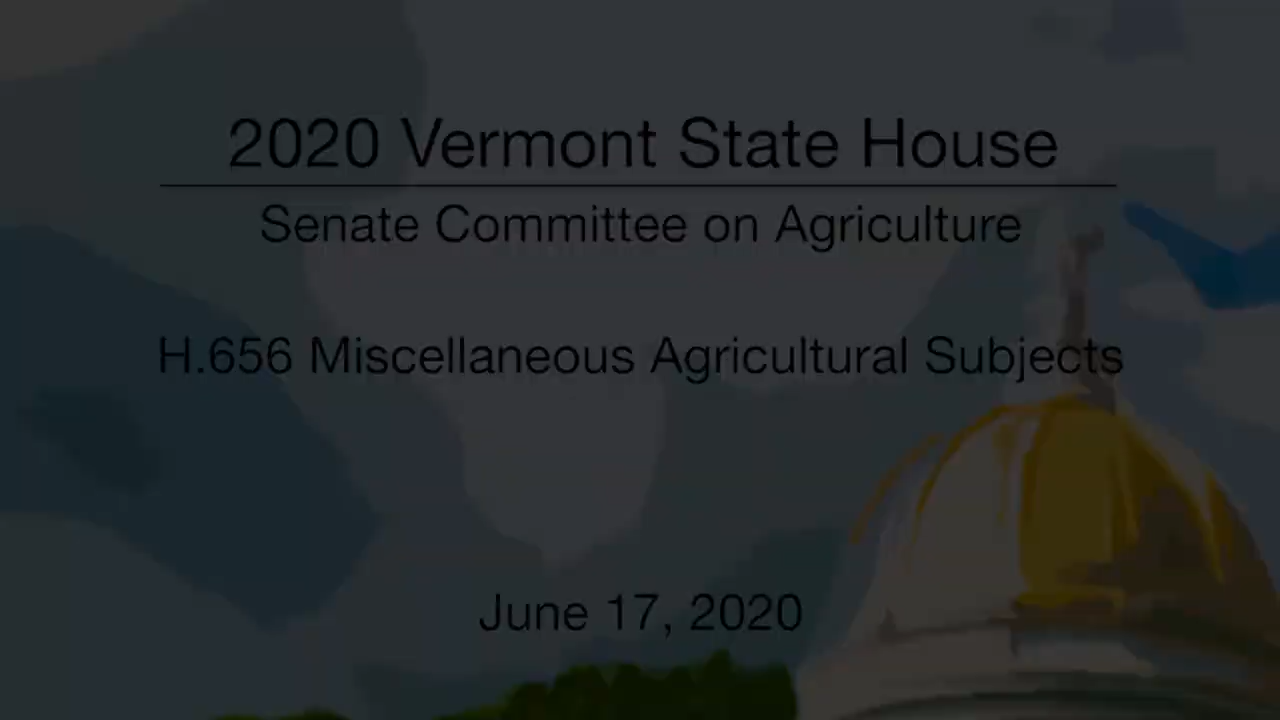 2020 Vermont State House
Senate Committee on Agriculture
H.656 Miscellaneous Agricultural Subjects
June 17, 2020